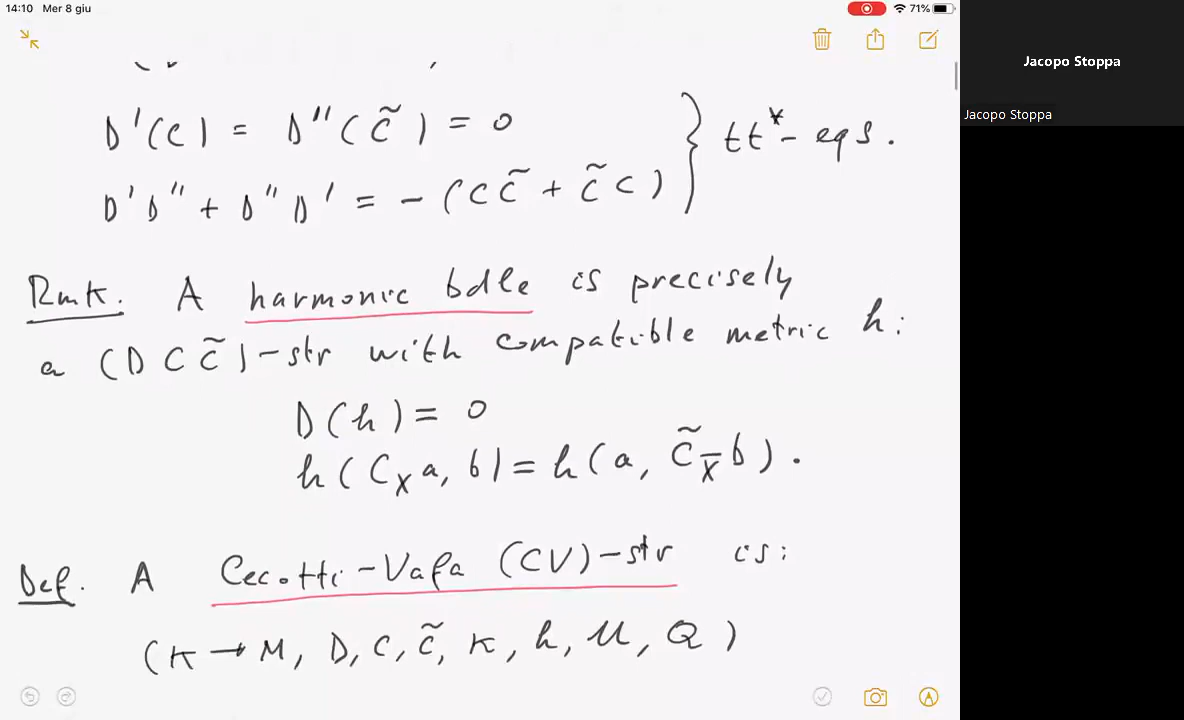 14:10 Mer 8 giu
71%
Jacopo Stoppa
Jacopo Stoppa
D'(C) = D''(C̃) = 0
D'D'' + D''D' = - (CC̃ + C̃C) } tt* - eqs.
Rmk. A harmonic bdle is precisely
a (DCC̃)-str with compatible metric h:
D(h) = 0
h(C_X a, b) = h(a, C̃_X̄ b).
Def. A Cecotti-Vafa (CV)-str is:
(K → M, D, C, C̃, K, h, U, Q)